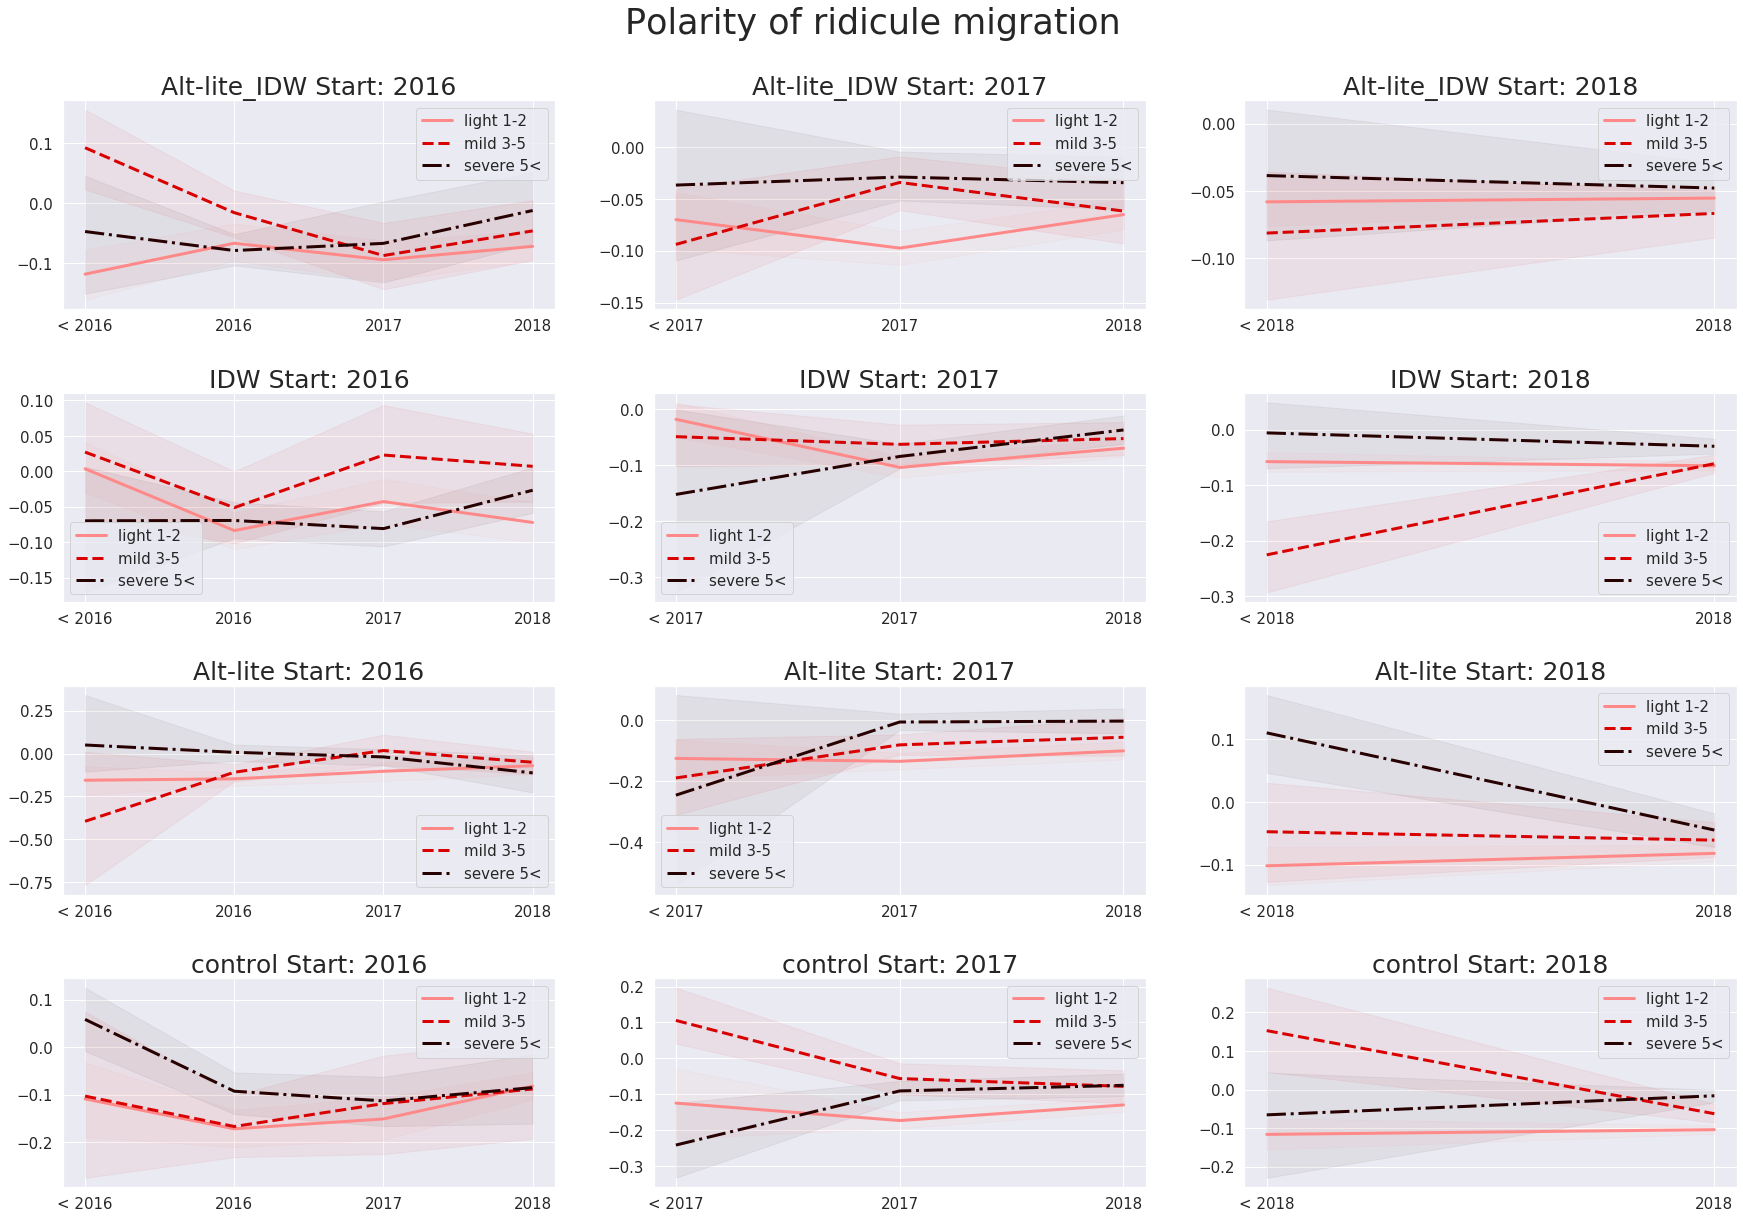 Polarity of ridicule migration
Alt-lite_IDW Start: 2016
light 1-2
mild 3-5
severe 5<
0.1
0.0
−0.1
< 2016
2016
2017
2018
Alt-lite_IDW Start: 2017
light 1-2
mild 3-5
severe 5<
0.00
−0.05
−0.10
−0.15
< 2017
2017
2018
Alt-lite_IDW Start: 2018
light 1-2
mild 3-5
severe 5<
0.00
−0.05
−0.10
< 2018
2018
IDW Start: 2016
0.10
0.05
0.00
−0.05
−0.10
−0.15
light 1-2
mild 3-5
severe 5<
< 2016
2016
2017
2018
IDW Start: 2017
0.0
−0.1
−0.2
−0.3
light 1-2
mild 3-5
severe 5<
< 2017
2017
2018
IDW Start: 2018
0.0
−0.1
−0.2
−0.3
light 1-2
mild 3-5
severe 5<
< 2018
2018
Alt-lite Start: 2016
0.25
0.00
−0.25
−0.50
−0.75
light 1-2
mild 3-5
severe 5<
< 2016
2016
2017
2018
Alt-lite Start: 2017
0.0
−0.2
−0.4
light 1-2
mild 3-5
severe 5<
< 2017
2017
2018
Alt-lite Start: 2018
light 1-2
mild 3-5
severe 5<
0.1
0.0
−0.1
< 2018
2018
control Start: 2016
light 1-2
mild 3-5
severe 5<
0.1
0.0
−0.1
−0.2
< 2016
2016
2017
2018
control Start: 2017
light 1-2
mild 3-5
severe 5<
0.2
0.1
0.0
−0.1
−0.2
−0.3
< 2017
2017
2018
control Start: 2018
light 1-2
mild 3-5
severe 5<
0.2
0.1
0.0
−0.1
−0.2
< 2018
2018